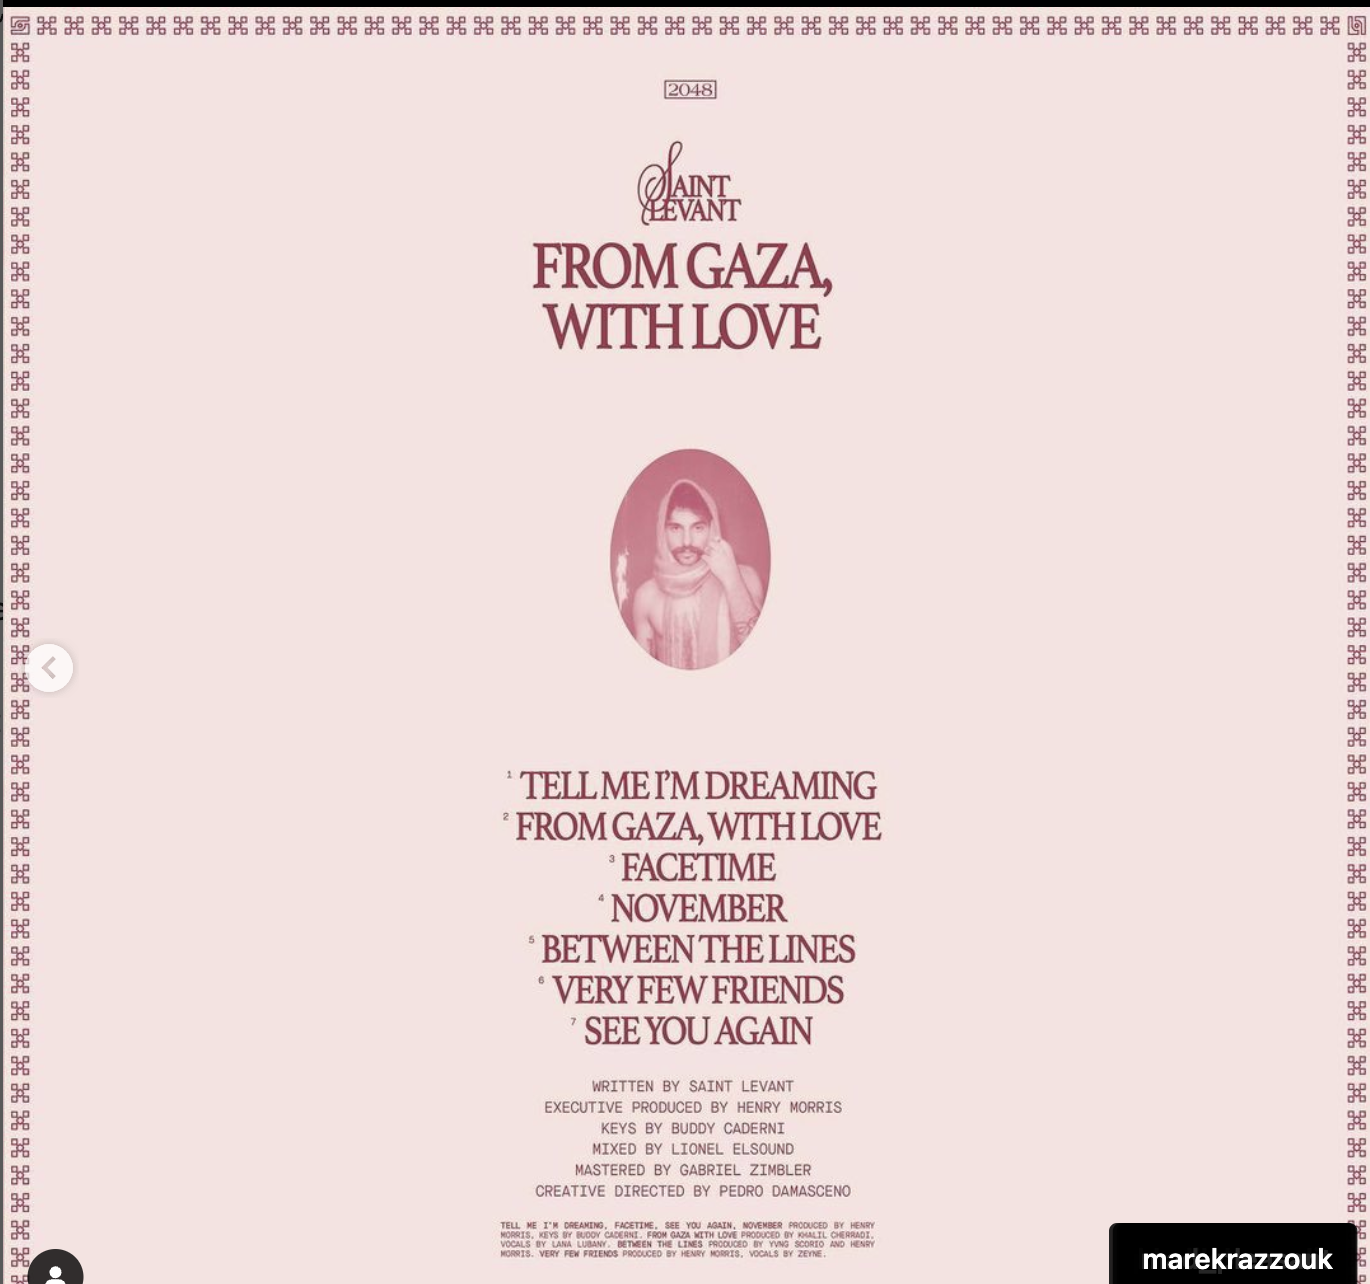 2048
SAINT
LEVANT
FROM GAZA,
WITH LOVE
1 TELL ME I'M DREAMING
2 FROM GAZA, WITH LOVE
3 FACETIME
4 NOVEMBER
5 BETWEEN THE LINES
6 VERY FEW FRIENDS
7 SEE YOU AGAIN
WRITTEN BY SAINT LEVANT
EXECUTIVE PRODUCED BY HENRY MORRIS
KEYS BY BUDDY CADERNI
MIXED BY LIONEL ELSOUND
MASTERED BY GABRIEL ZIMBLER
CREATIVE DIRECTED BY PEDRO DAMASCENO
TELL ME I'M DREAMING, FACETIME, SEE YOU AGAIN, NOVEMBER PRODUCED BY HENRY
MORRIS, KEYS BY BUDDY CADERNI. FROM GAZA WITH LOVE PRODUCED BY KHALIL CHERRADI,
VOCALS BY LANA LUBANY. BETWEEN THE LINES PRODUCED BY YVNG SCORIO AND HENRY
MORRIS. VERY FEW FRIENDS PRODUCED BY HENRY MORRIS, VOCALS BY ZEYNE.
marekrazzouk